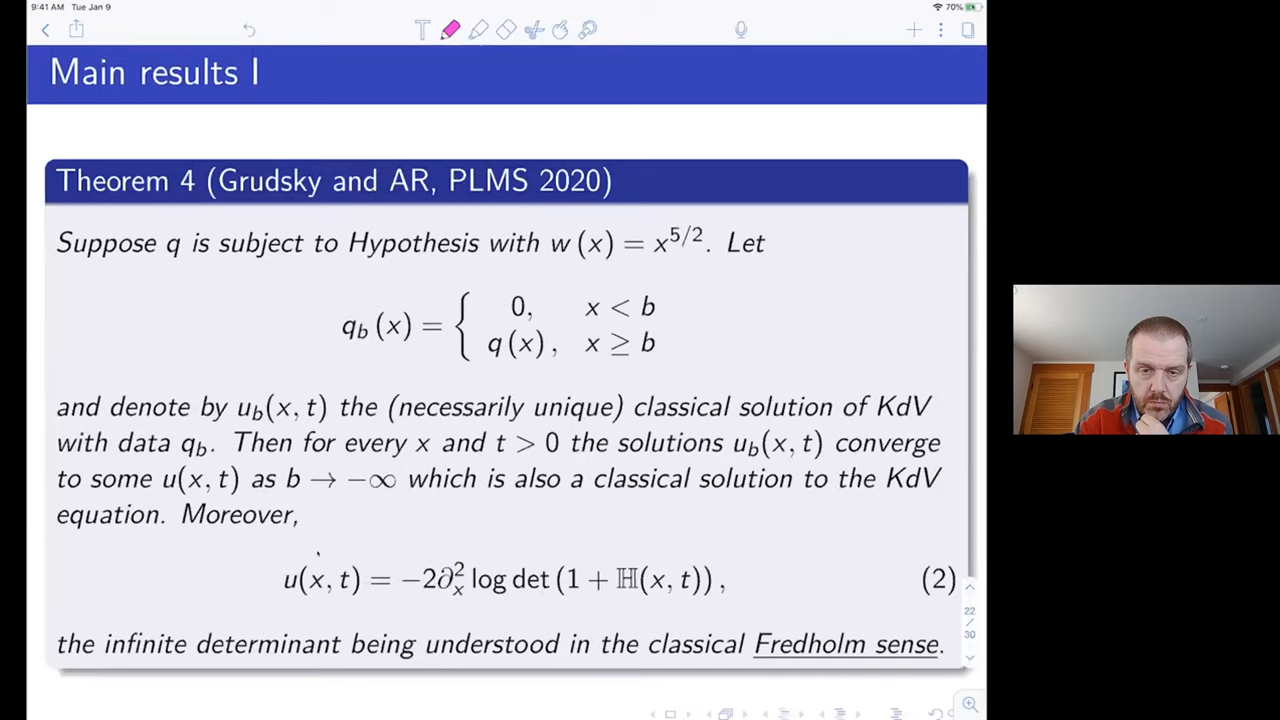 9:41 AM Tue Jan 9
70%
Main results I
Theorem 4 (Grudsky and AR, PLMS 2020)
Suppose q is subject to Hypothesis with w (x) = x^{5/2}. Let
q_b (x) = { 0, x < b
q (x), x ≥ b
and denote by u_b(x, t) the (necessarily unique) classical solution of KdV
with data q_b. Then for every x and t > 0 the solutions u_b(x, t) converge
to some u(x, t) as b → −∞ which is also a classical solution to the KdV
equation. Moreover,
u(x, t) = −2∂_x^2 log det (1 + ℍ(x, t)), (2)
the infinite determinant being understood in the classical Fredholm sense.
22
/
30